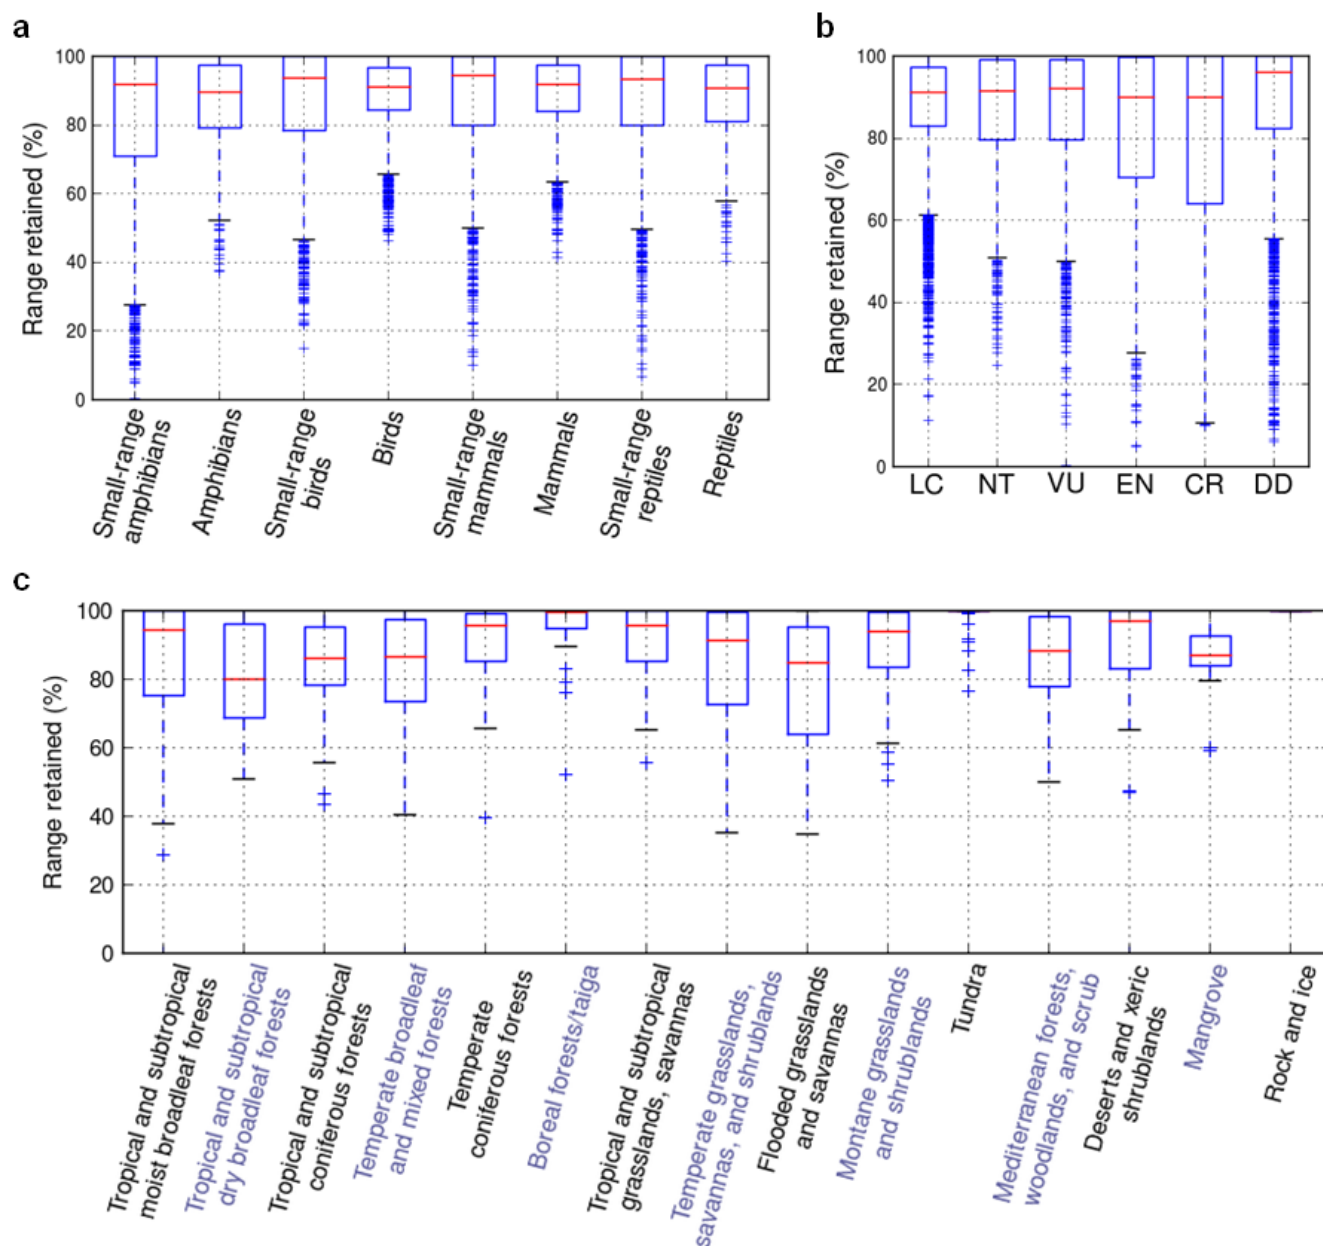 a
Range retained (%)
100
80
60
40
20
0
Small-range
amphibians
Amphibians
Small-range
birds
Birds
Small-range
mammals
Mammals
Small-range
reptiles
Reptiles
b
Range retained (%)
100
80
60
40
20
0
LC
NT
VU
EN
CR
DD
c
Range retained (%)
100
80
60
40
20
0
Tropical and subtropical
moist broadleaf forests
Tropical and subtropical
dry broadleaf forests
Tropical and subtropical
coniferous forests
Temperate broadleaf
and mixed forests
Temperate
coniferous forests
Boreal forests/taiga
Tropical and subtropical
grasslands, savannas
Temperate grasslands,
savannas, and shrublands
Flooded grasslands
and savannas
Montane grasslands
and shrublands
Tundra
Mediterranean forests,
woodlands, and scrub
Deserts and xeric
shrublands
Mangrove
Rock and ice